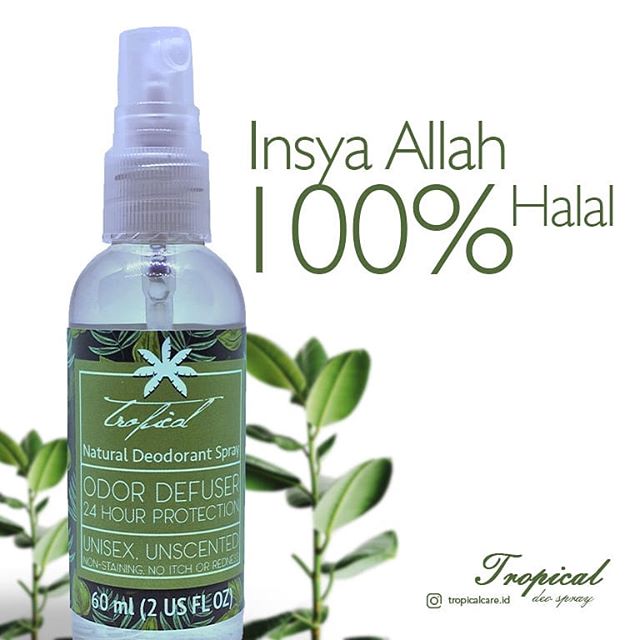 Insya Allah
100% Halal
Tropical
Natural Deodorant Spray
ODOR DEFUSER
24 HOUR PROTECTION
UNISEX, UNSCENTED
NON-STAINING, NO ITCH OR REDNESS
60 ml (2 US FL OZ)
Tropical
deo spray
tropicalcare.id